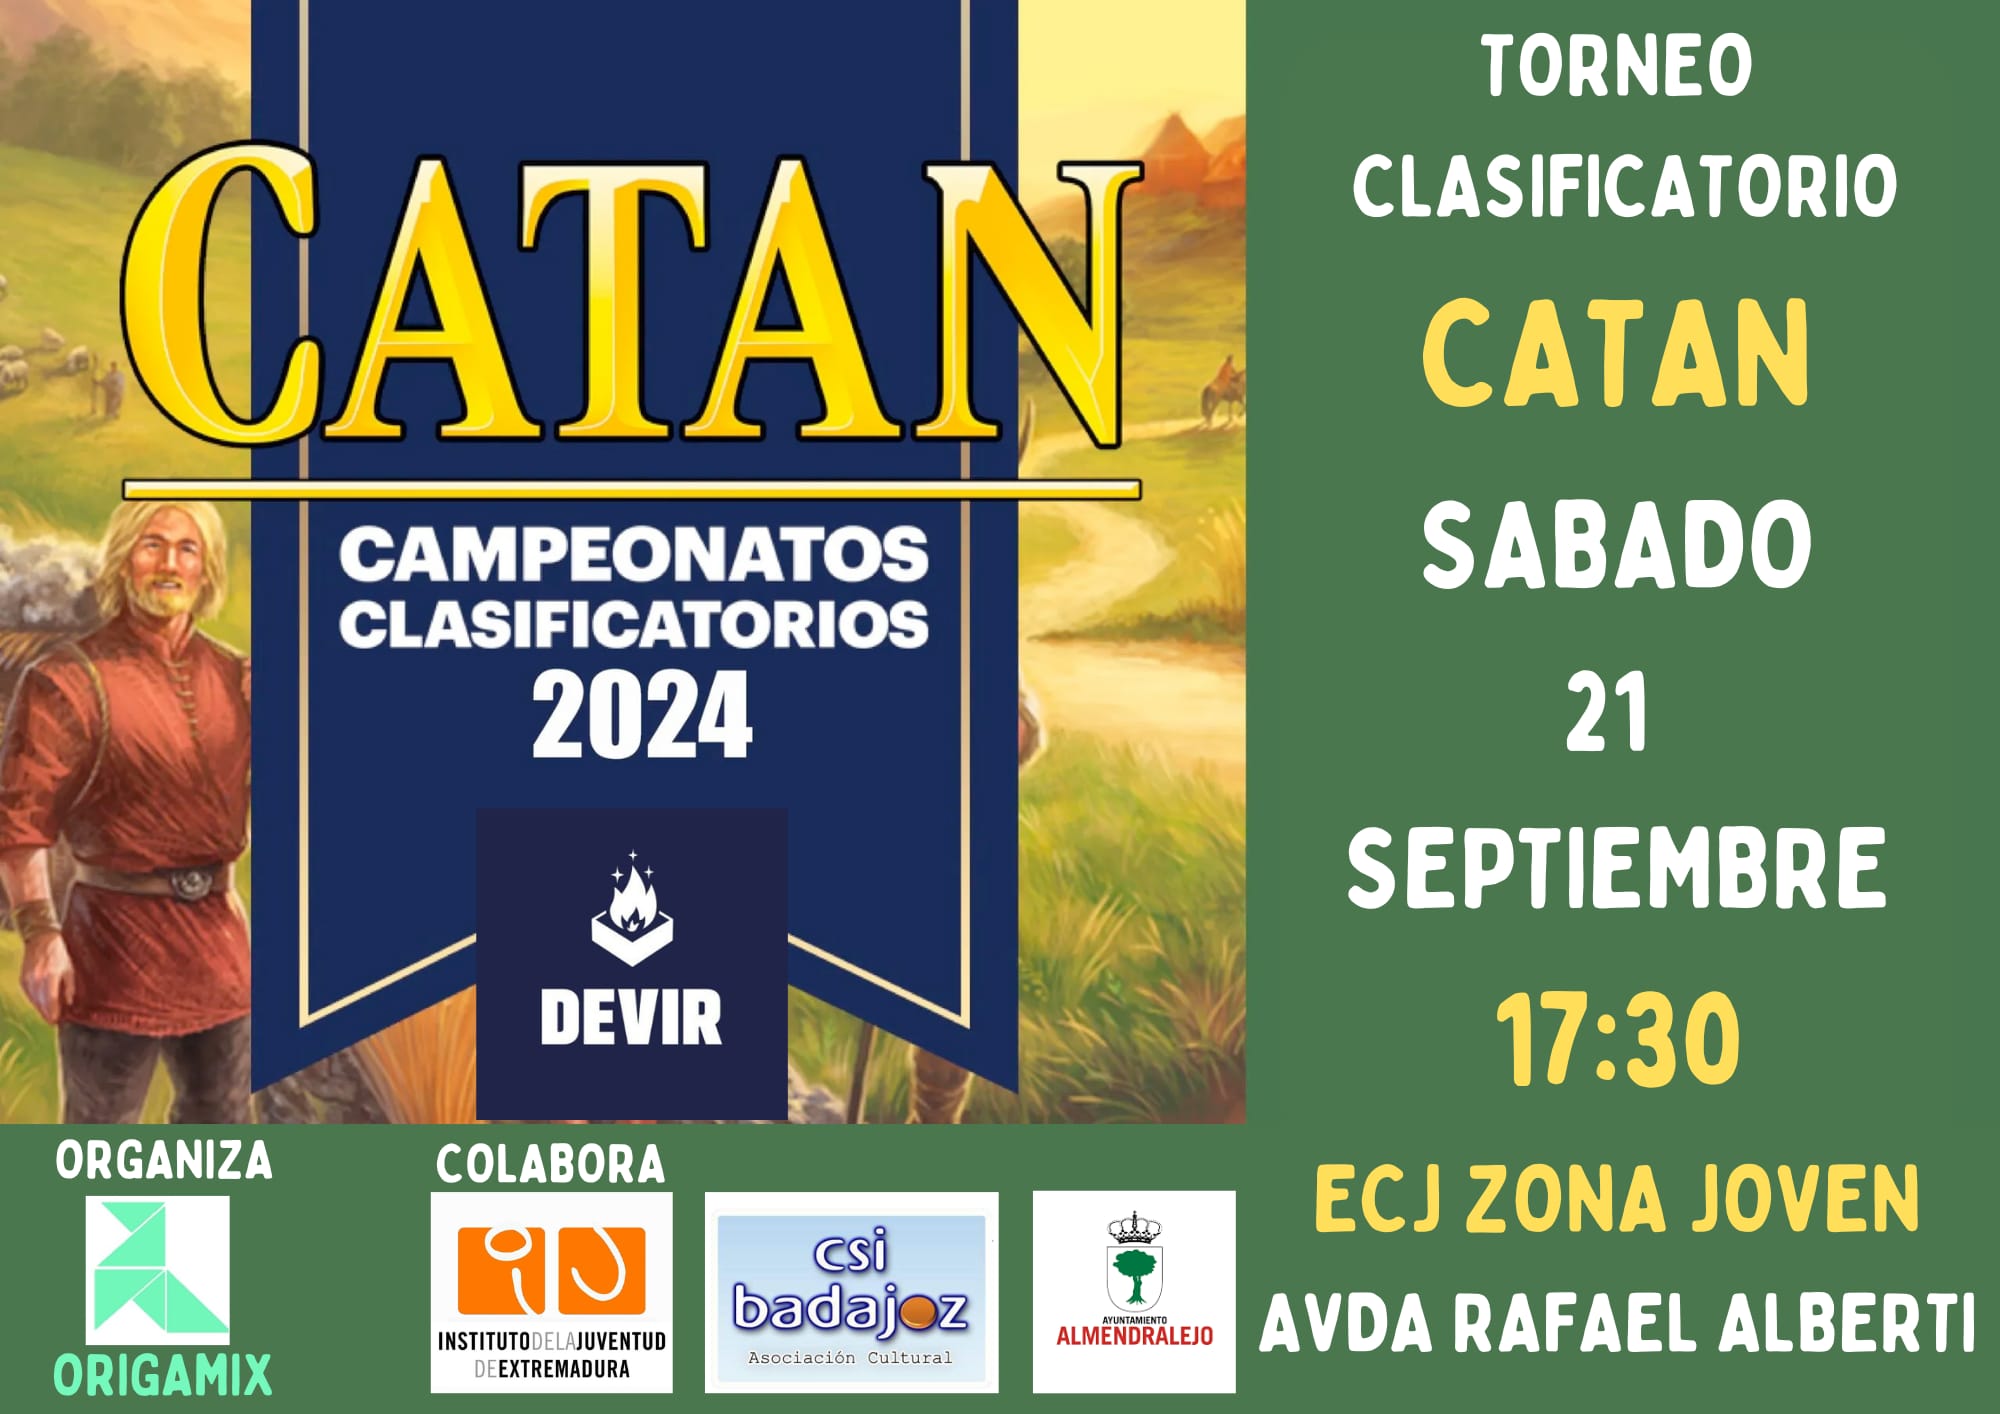 CATAN
CAMPEONATOS
CLASIFICATORIOS
2024
DEVIR
TORNEO
CLASIFICATORIO
CATAN
SABADO
21
SEPTIEMBRE
17:30
ECJ ZONA JOVEN
AVDA RAFAEL ALBERTI
ORGANIZA
ORIGAMIX
COLABORA
INSTITUTODELAJUVENTUD
DEEXTREMADURA
csi
badajoz
Asociación Cultural
AYUNTAMIENTO
ALMENDRALEJO